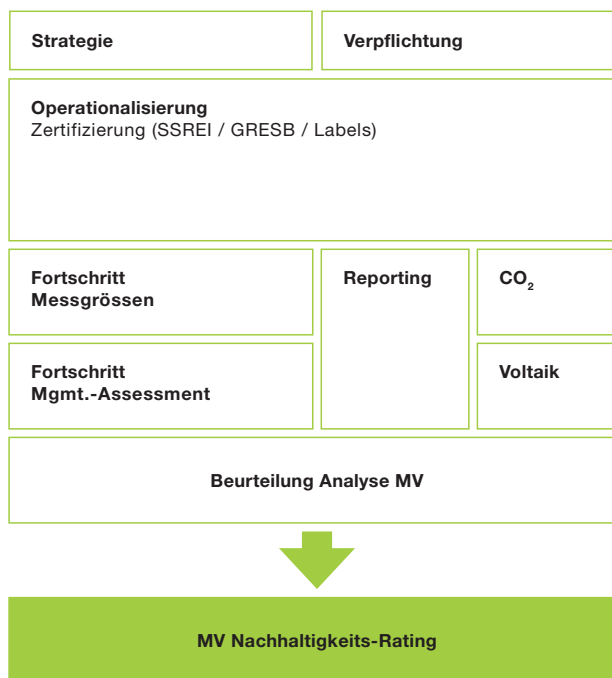 Strategie
Verpflichtung
Operationalisierung
Zertifizierung (SSREI / GRESB / Labels)
Fortschritt
Messgrössen
Reporting
CO₂
Fortschritt
Mgmt.-Assessment
Voltaik
Beurteilung Analyse MV
MV Nachhaltigkeits-Rating